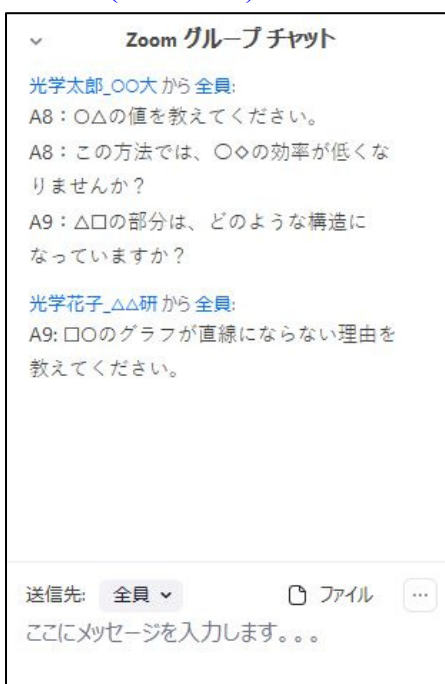 Zoom グループ チャット
光学太郎_○○大 から 全員:
A8：○△の値を教えてください。
A8：この方法では、○◇の効率が低くな
りませんか？
A9：△□の部分は、どのような構造に
なっていますか？
光学花子_△△研 から 全員:
A9: □○のグラフが直線にならない理由を
教えてください。
送信先: 全員 ファイル ...
ここにメッセージを入力します。。。